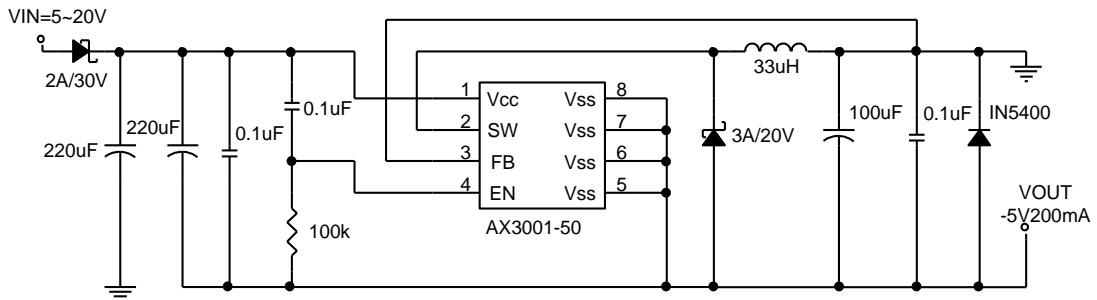 VIN=5~20V
2A/30V
33uH
220uF
220uF
0.1uF
0.1uF
100k
1 Vcc Vss 8
2 SW Vss 7
3 FB Vss 6
4 EN Vss 5
AX3001-50
3A/20V
100uF
0.1uF
IN5400
VOUT
-5V200mA